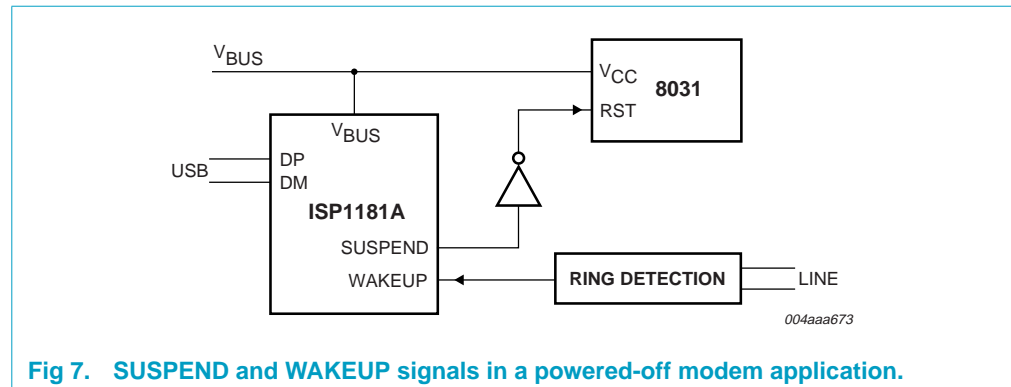 VBUS
VCC
8031
RST
VBUS
DP
USB
DM
ISP1181A
SUSPEND
WAKEUP
RING DETECTION
LINE
004aaa673
Fig 7. SUSPEND and WAKEUP signals in a powered-off modem application.